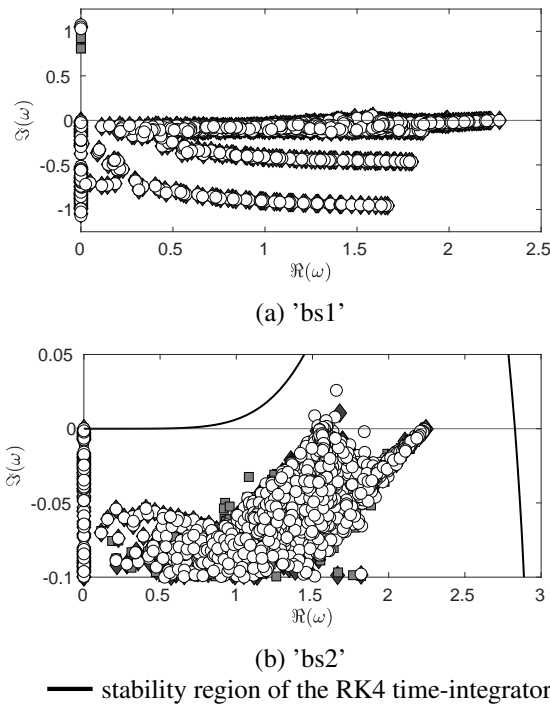 1
0.5
0
-0.5
-1
ℑ(ω)
0 0.5 1 1.5 2 2.5
ℜ(ω)
(a) 'bs1'
0.05
0
-0.05
-0.1
ℑ(ω)
0 0.5 1 1.5 2 2.5 3
ℜ(ω)
(b) 'bs2'
stability region of the RK4 time-integrator